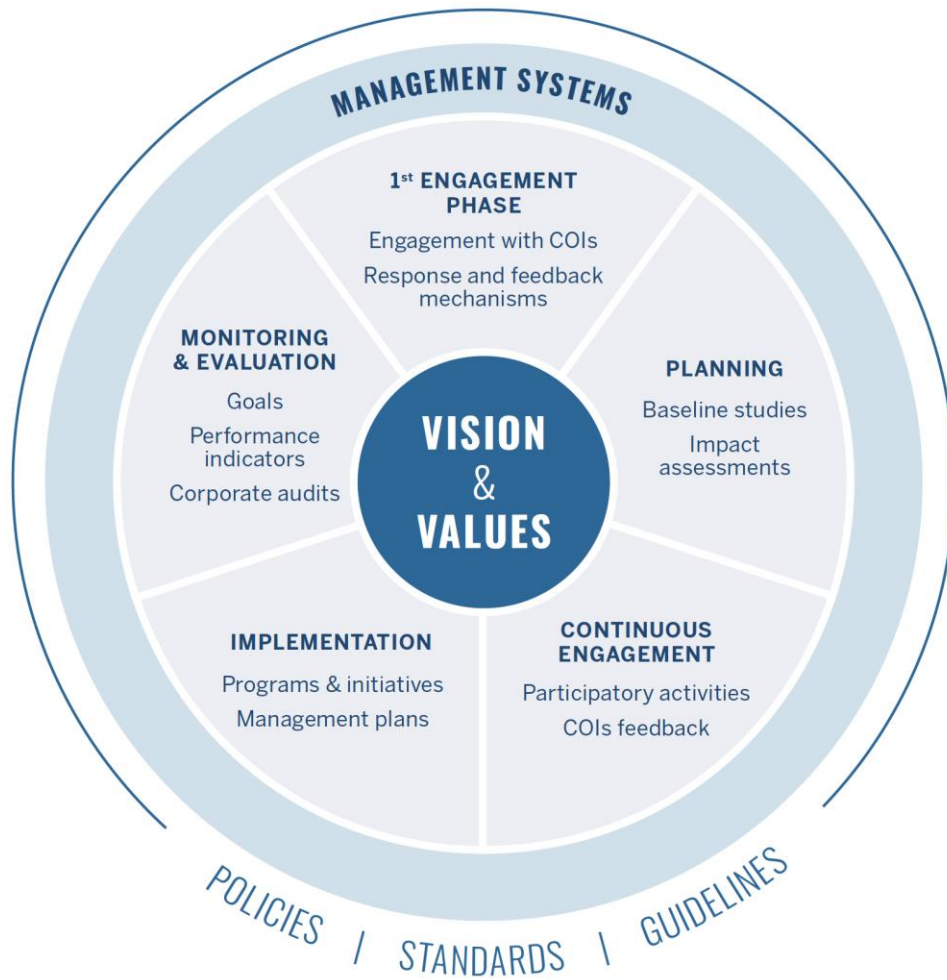 MANAGEMENT SYSTEMS
1st ENGAGEMENT
PHASE
Engagement with COIs
Response and feedback
mechanisms
PLANNING
Baseline studies
Impact
assessments
CONTINUOUS
ENGAGEMENT
Participatory activities
COIs feedback
IMPLEMENTATION
Programs & initiatives
Management plans
MONITORING
& EVALUATION
Goals
Performance
indicators
Corporate audits
VISION
&
VALUES
POLICIES | STANDARDS | GUIDELINES